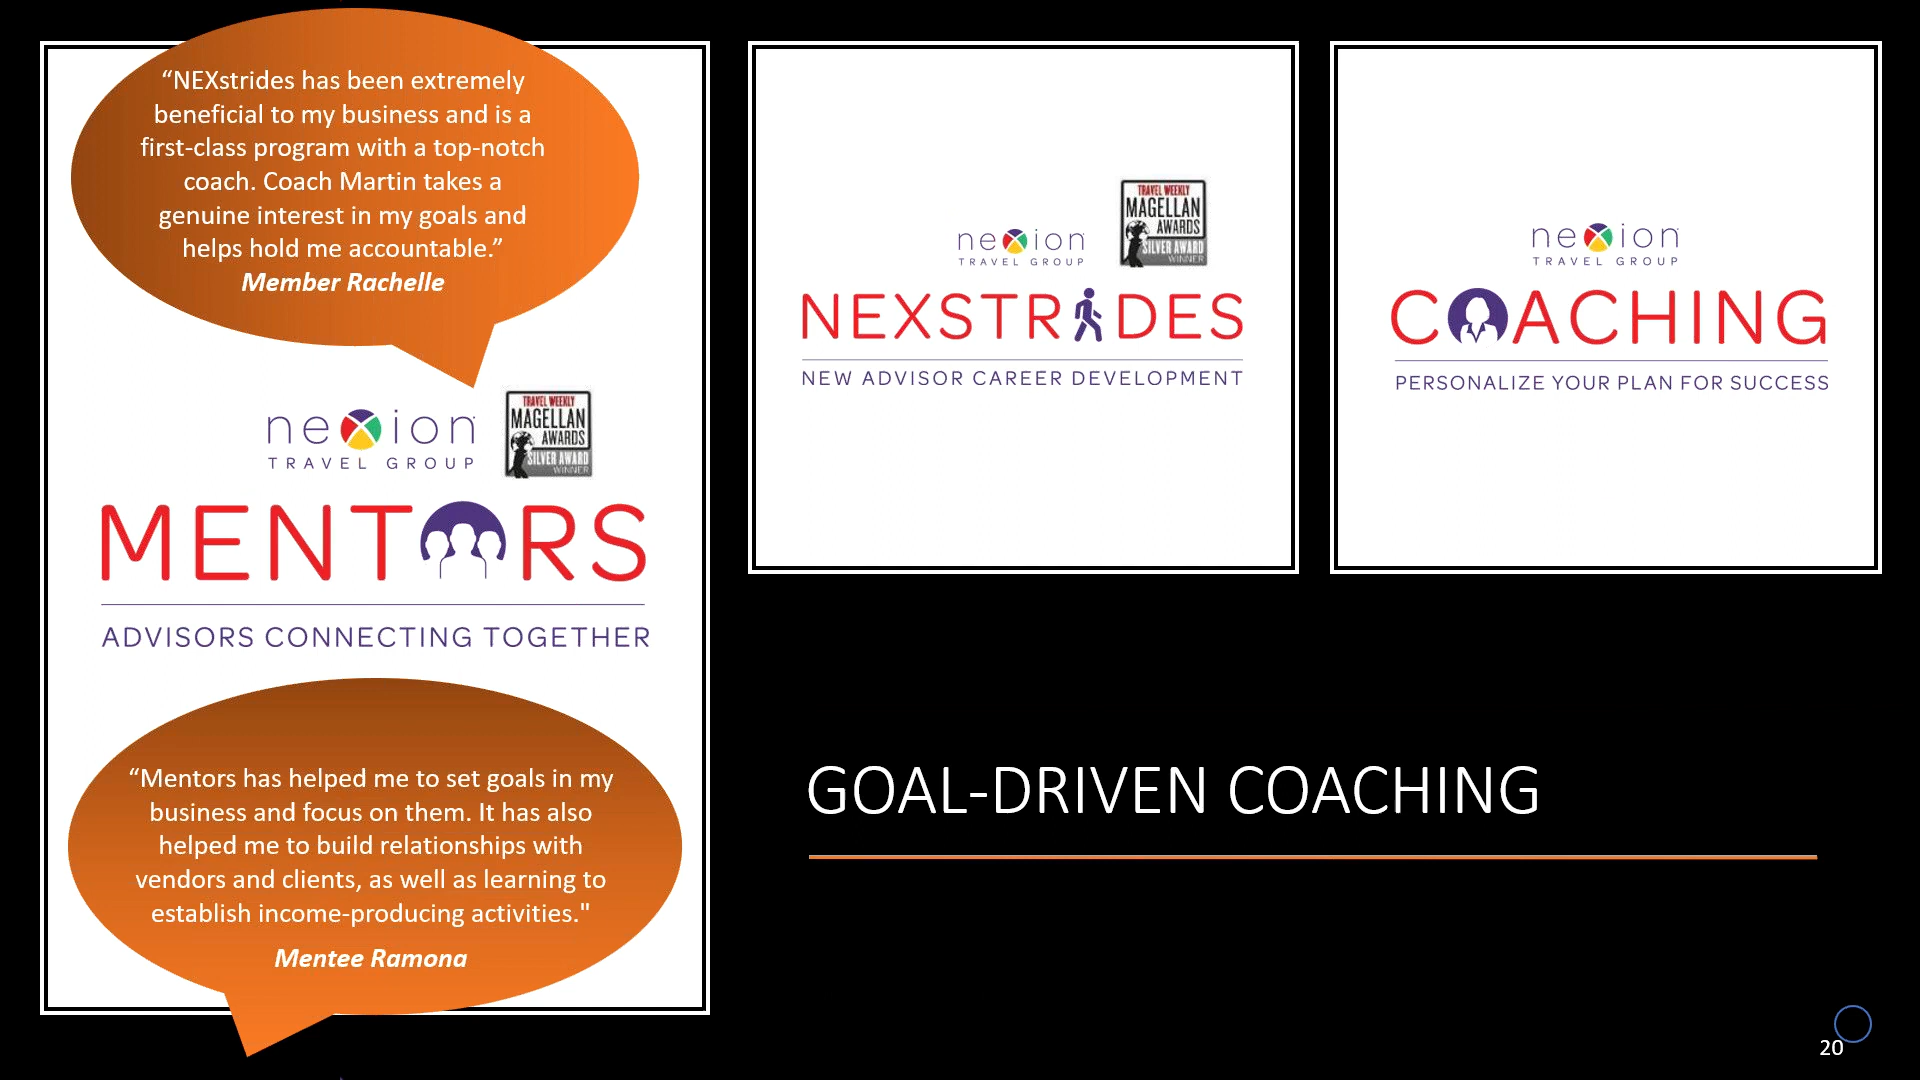 “NEXstrides has been extremely
beneficial to my business and is a
first-class program with a top-notch
coach. Coach Martin takes a
genuine interest in my goals and
helps hold me accountable.”
Member Rachelle
nexion
TRAVEL GROUP
TRAVEL WEEKLY
MAGELLAN
AWARDS
SILVER AWARD
WINNER
MENTORS
ADVISORS CONNECTING TOGETHER
“Mentors has helped me to set goals in my
business and focus on them. It has also
helped me to build relationships with
vendors and clients, as well as learning to
establish income-producing activities."
Mentee Ramona
nexion
TRAVEL GROUP
TRAVEL WEEKLY
MAGELLAN
AWARDS
SILVER AWARD
WINNER
NEXSTRIDES
NEW ADVISOR CAREER DEVELOPMENT
nexion
TRAVEL GROUP
COACHING
PERSONALIZE YOUR PLAN FOR SUCCESS
GOAL-DRIVEN COACHING
20